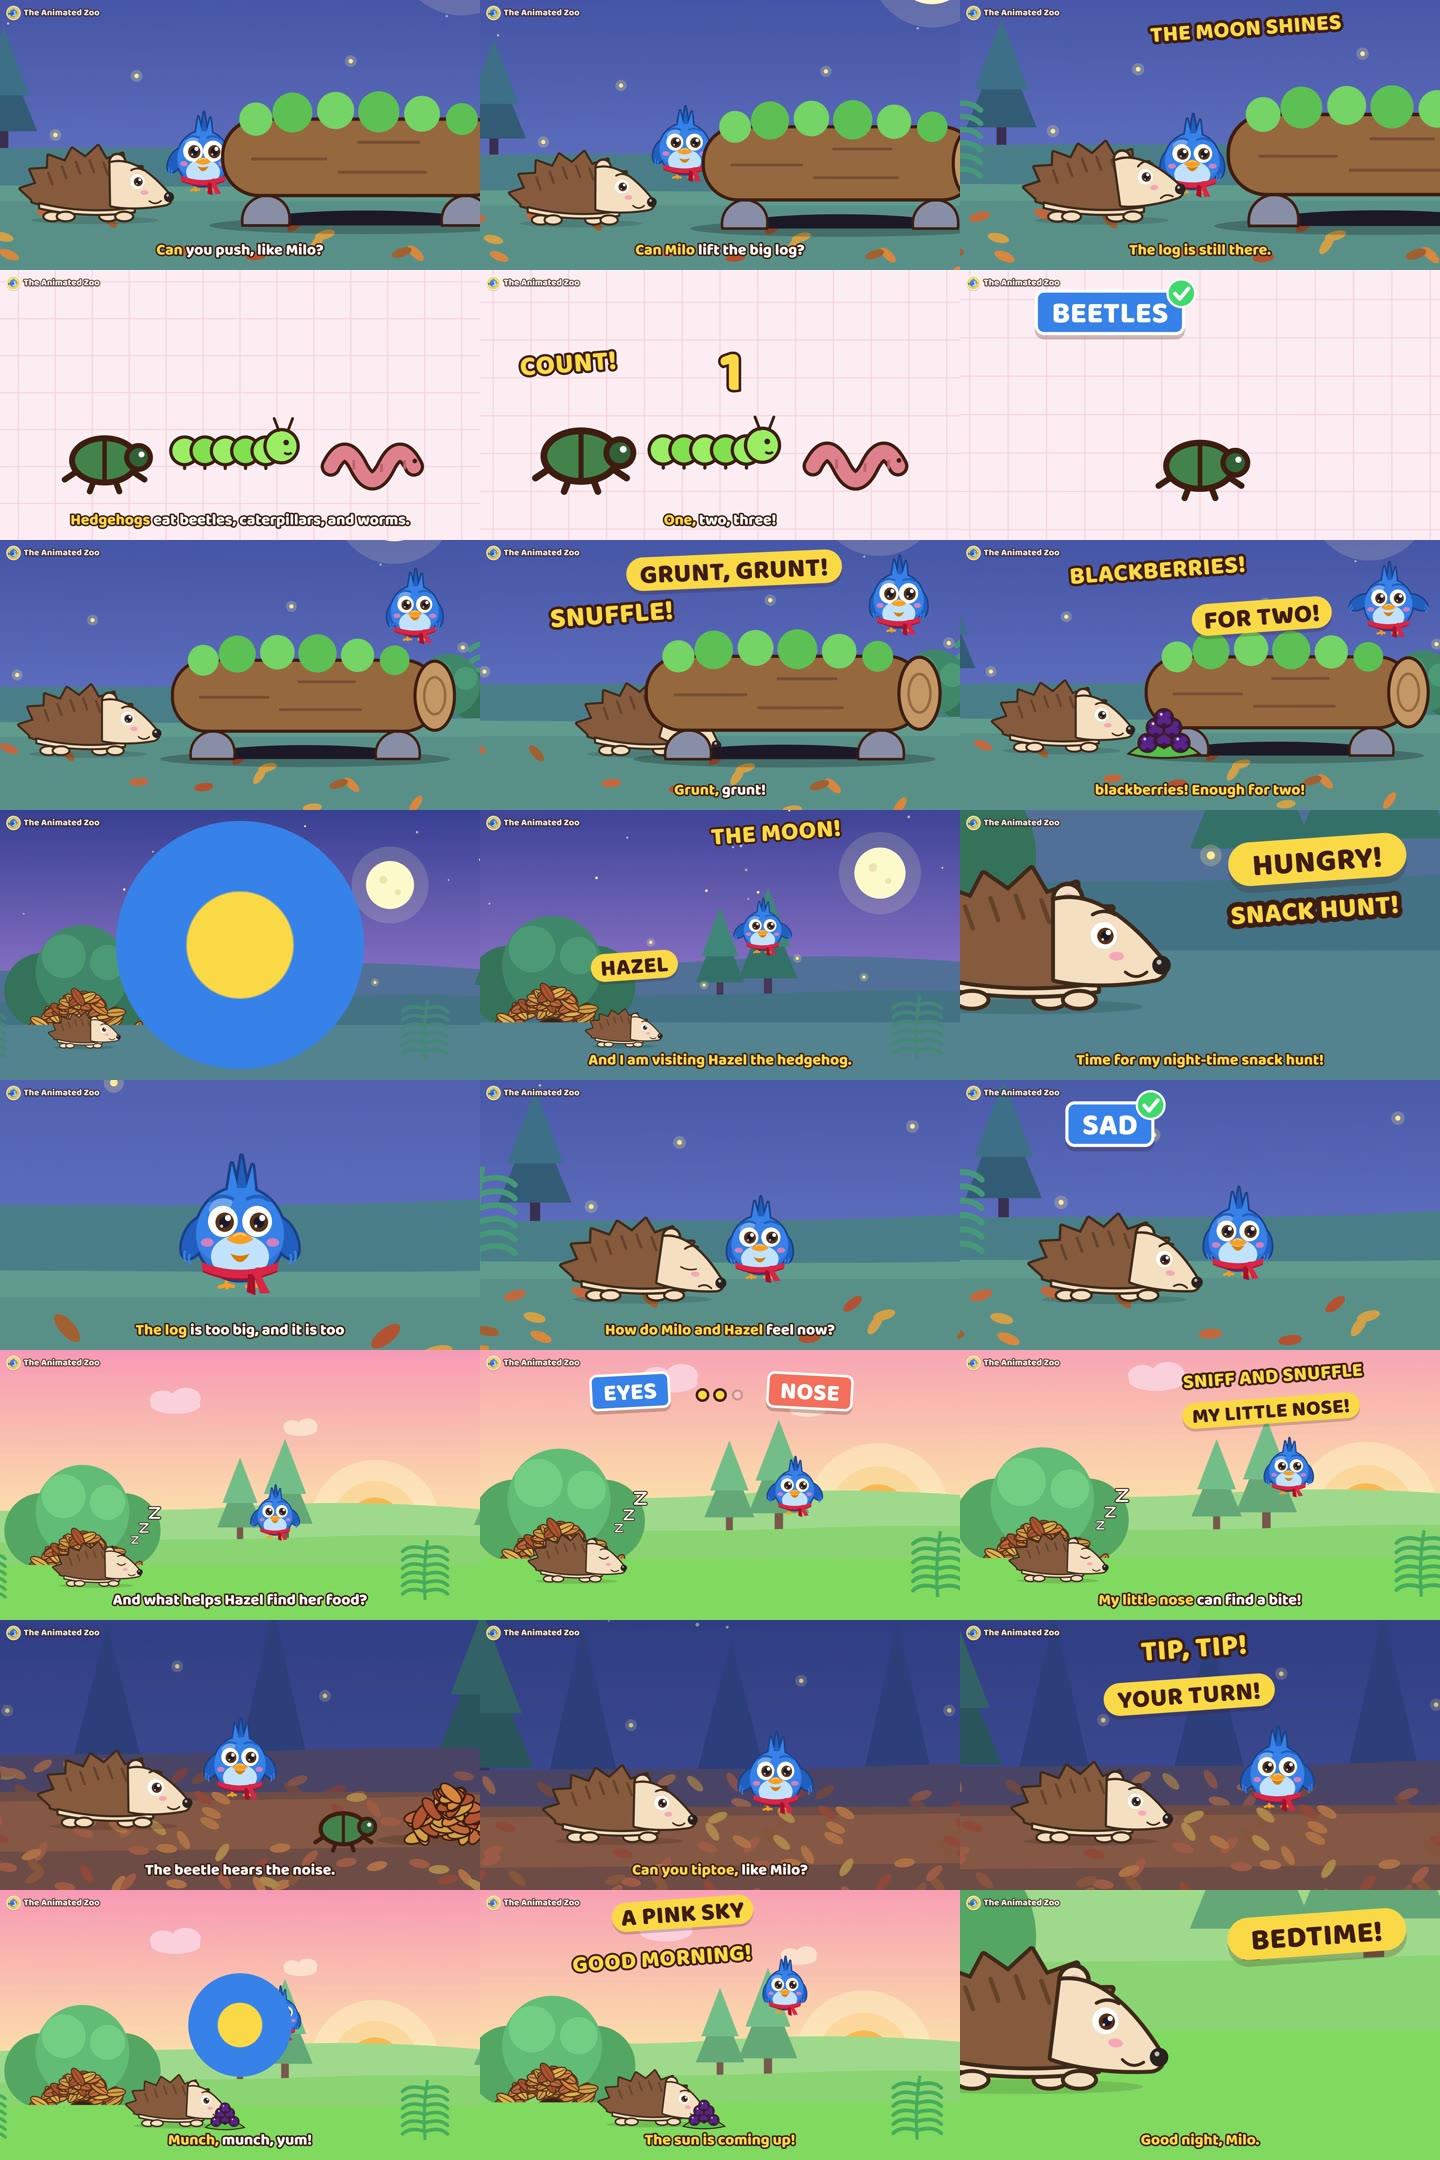 The Animated Zoo
Can you push, like Milo?
The Animated Zoo
Can Milo lift the big log?
The Animated Zoo
THE MOON SHINES
The log is still there.
The Animated Zoo
Hedgehogs eat beetles, caterpillars, and worms.
The Animated Zoo
COUNT!
1
One, two, three!
The Animated Zoo
BEETLES
The Animated Zoo
The Animated Zoo
GRUNT, GRUNT!
SNUFFLE!
Grunt, grunt!
The Animated Zoo
BLACKBERRIES!
FOR TWO!
blackberries! Enough for two!
The Animated Zoo
The Animated Zoo
THE MOON!
HAZEL
And I am visiting Hazel the hedgehog.
The Animated Zoo
HUNGRY!
SNACK HUNT!
Time for my night-time snack hunt!
The Animated Zoo
The log is too big, and it is too
The Animated Zoo
How do Milo and Hazel feel now?
The Animated Zoo
SAD
The Animated Zoo
Z
Z
Z
And what helps Hazel find her food?
The Animated Zoo
EYES
NOSE
Z
Z
Z
The Animated Zoo
SNIFF AND SNUFFLE
MY LITTLE NOSE!
Z
Z
Z
My little nose can find a bite!
The Animated Zoo
The beetle hears the noise.
The Animated Zoo
Can you tiptoe, like Milo?
The Animated Zoo
TIP, TIP!
YOUR TURN!
The Animated Zoo
Munch, munch, yum!
The Animated Zoo
A PINK SKY
GOOD MORNING!
The sun is coming up!
The Animated Zoo
BEDTIME!
Good night, Milo.